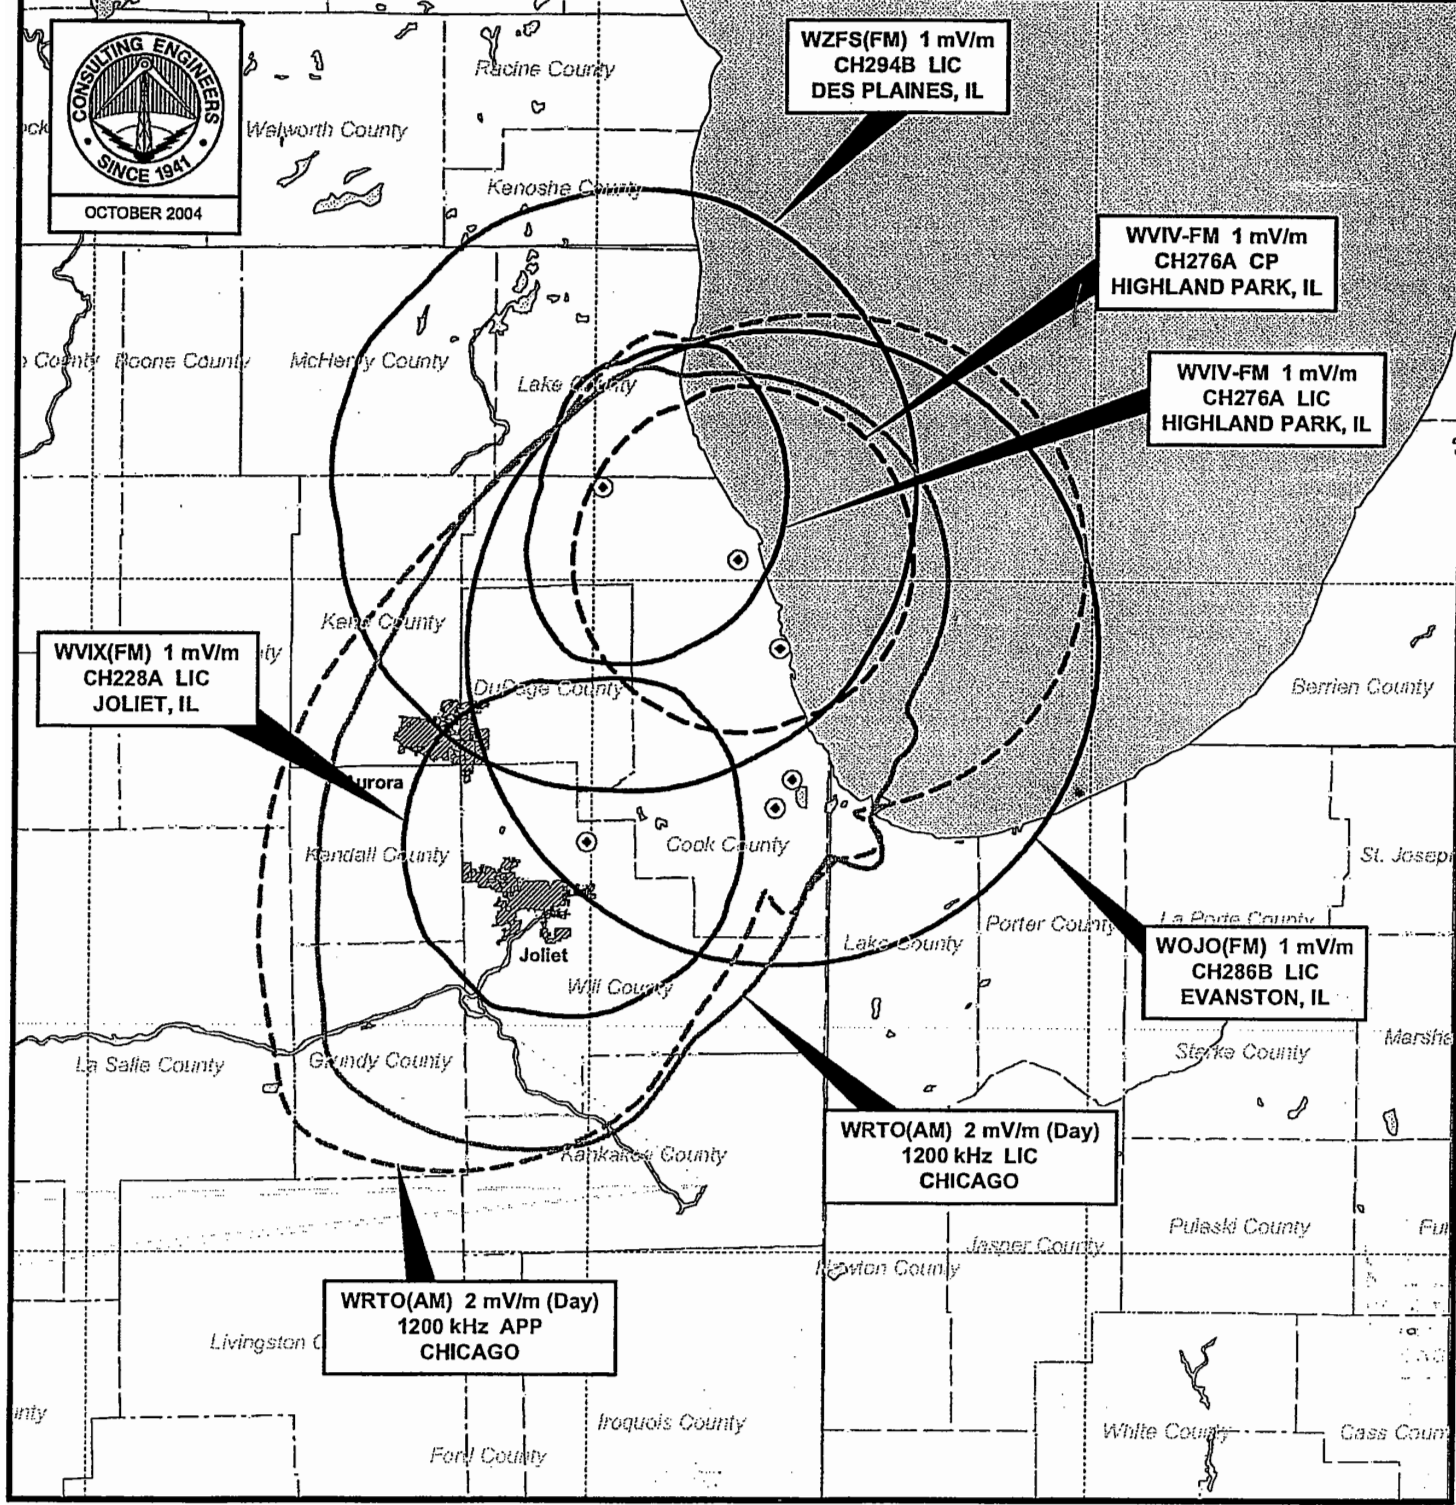 CONSULTING ENGINEERS
SINCE 1941
OCTOBER 2004
Racine County
WZFS(FM) 1 mV/m
CH294B LIC
DES PLAINES, IL
Walworth County
Kenosha County
WVIV-FM 1 mV/m
CH276A CP
HIGHLAND PARK, IL
County
Boone County
McHenry County
Lake County
WVIV-FM 1 mV/m
CH276A LIC
HIGHLAND PARK, IL
Kane County
WVIX(FM) 1 mV/m
CH228A LIC
JOLIET, IL
DuPage County
Berrien County
Aurora
Kendall County
Cook County
St. Joseph
Joliet
Lake County
Porter County
La Porte County
WOJO(FM) 1 mV/m
CH286B LIC
EVANSTON, IL
Will County
La Salle County
Grundy County
Starke County
Marsha
WRTO(AM) 2 mV/m (Day)
1200 kHz LIC
CHICAGO
Kankakee County
Pulaski County
Ful
Jasper County
Newton County
WRTO(AM) 2 mV/m (Day)
1200 kHz APP
CHICAGO
Livingston C
Iroquois County
Ford County
White County
Cass Coun